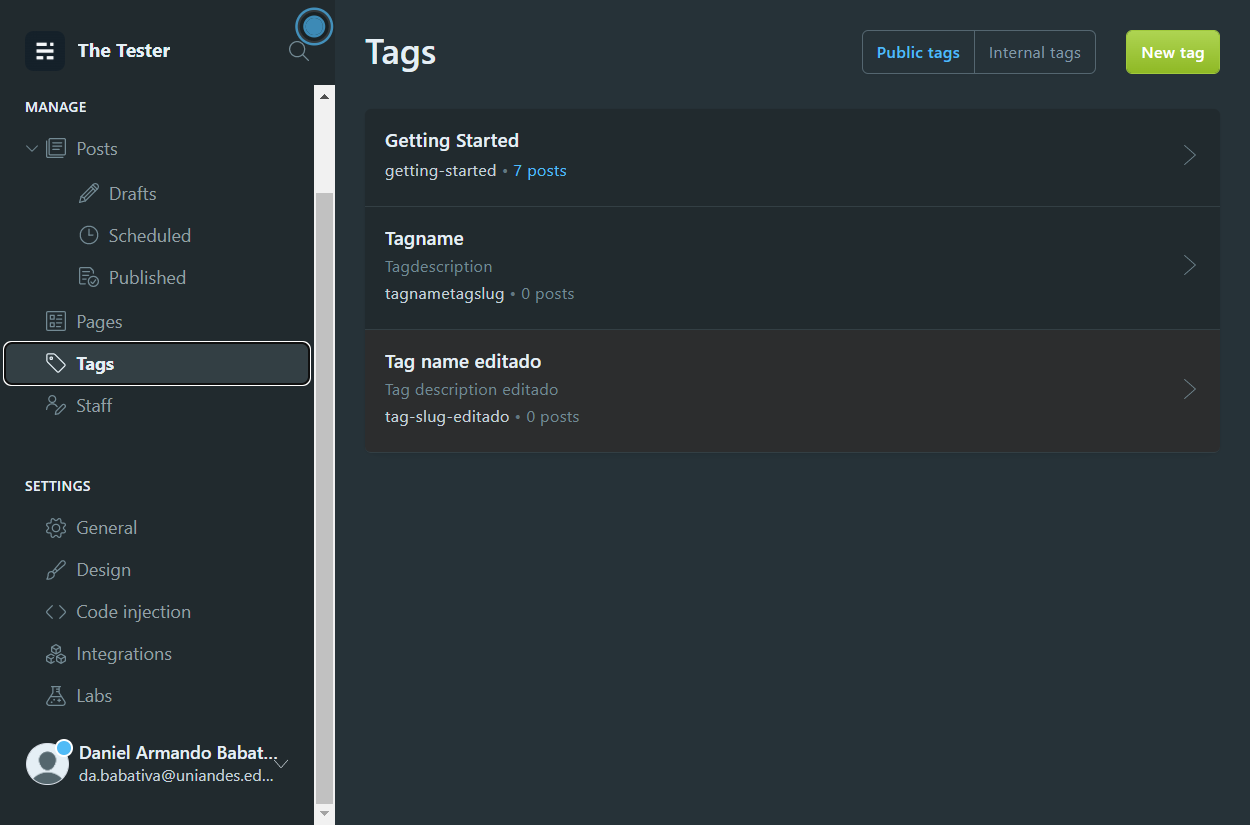 The Tester
MANAGE
Posts
Drafts
Scheduled
Published
Pages
Tags
Staff
SETTINGS
General
Design
Code injection
Integrations
Labs
Daniel Armando Babat...
da.babativa@uniandes.ed...
Tags
Public tags
Internal tags
New tag
Getting Started
getting-started • 7 posts
Tagname
Tagdescription
tagnametagslug • 0 posts
Tag name editado
Tag description editado
tag-slug-editado • 0 posts